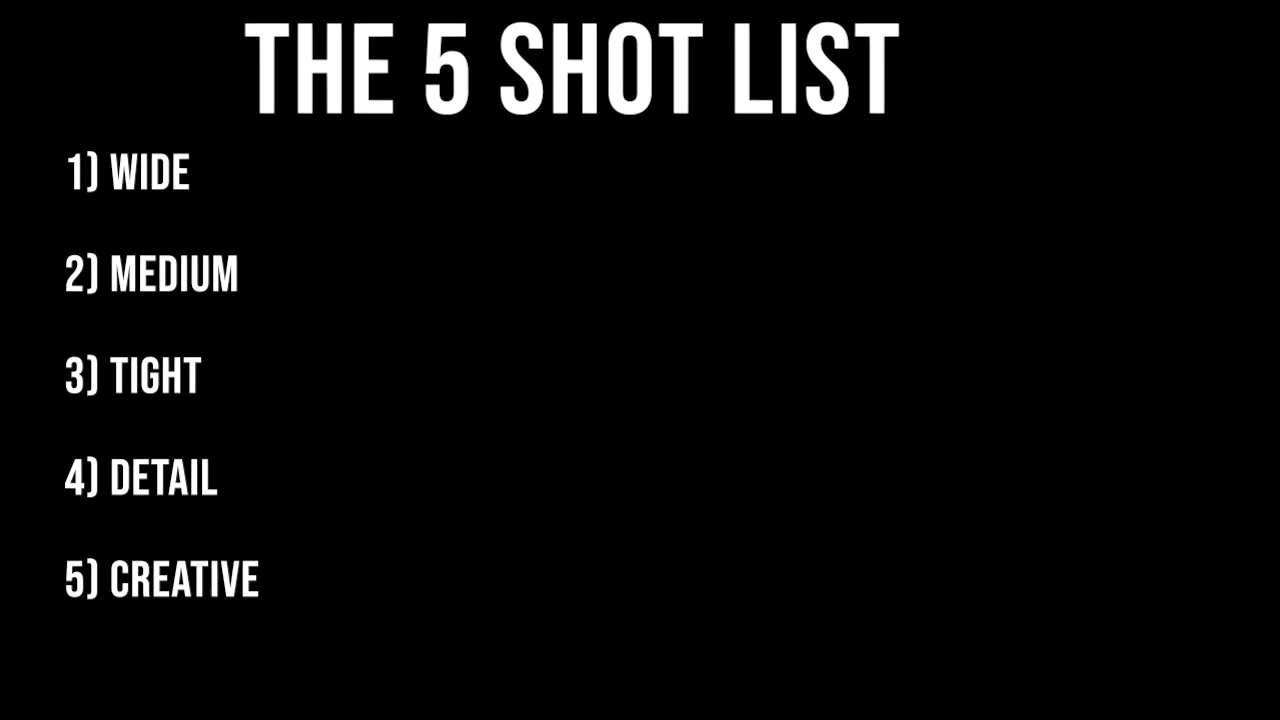 THE 5 SHOT LIST
1) WIDE
2) MEDIUM
3) TIGHT
4) DETAIL
5) CREATIVE